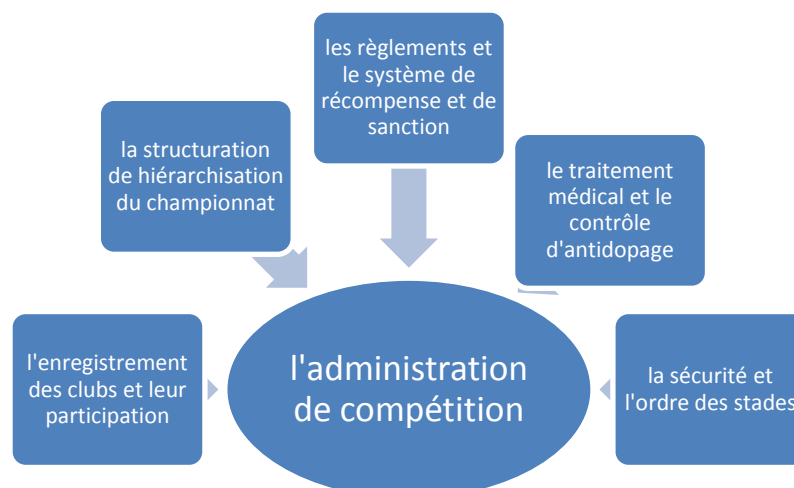 les règlements et
le système de
récompense et de
sanction
la structuration
de hiérarchisation
du championnat
le traitement
médical et le
contrôle
d'antidopage
l'enregistrement
des clubs et leur
participation
l'administration
de compétition
la sécurité et
l'ordre des stades